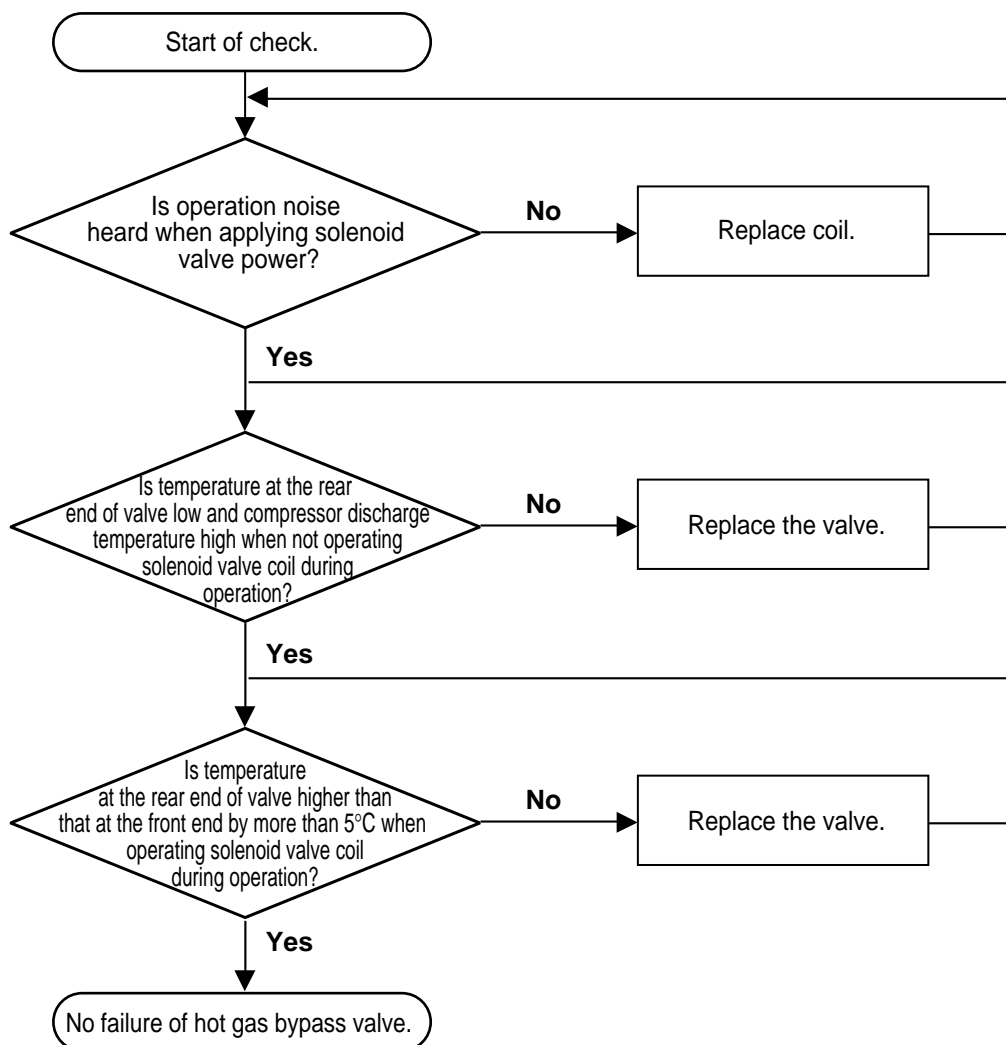 Start of check.
Is operation noise
heard when applying solenoid
valve power?
No
Replace coil.
Yes
Is temperature at the rear
end of valve low and compressor discharge
temperature high when not operating
solenoid valve coil during
operation?
No
Replace the valve.
Yes
Is temperature
at the rear end of valve higher than
that at the front end by more than 5°C when
operating solenoid valve coil
during operation?
No
Replace the valve.
Yes
No failure of hot gas bypass valve.